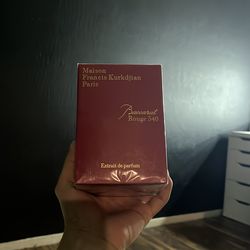 Maison
Francis Kurkdjian
Paris
Baccarat
Rouge 540
Extrait de parfum